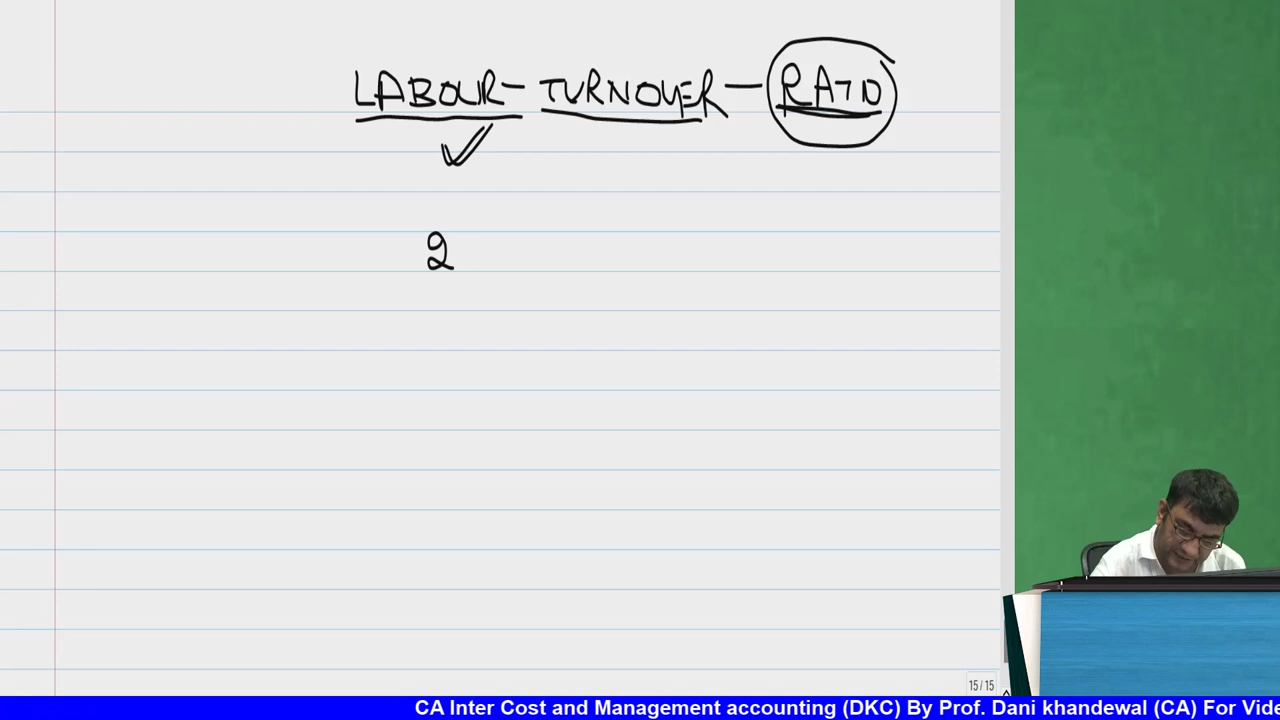 LABOUR- TURNOVER - RATIO
2
15/15
CA Inter Cost and Management accounting (DKC) By Prof. Dani khandewal (CA) For Vide